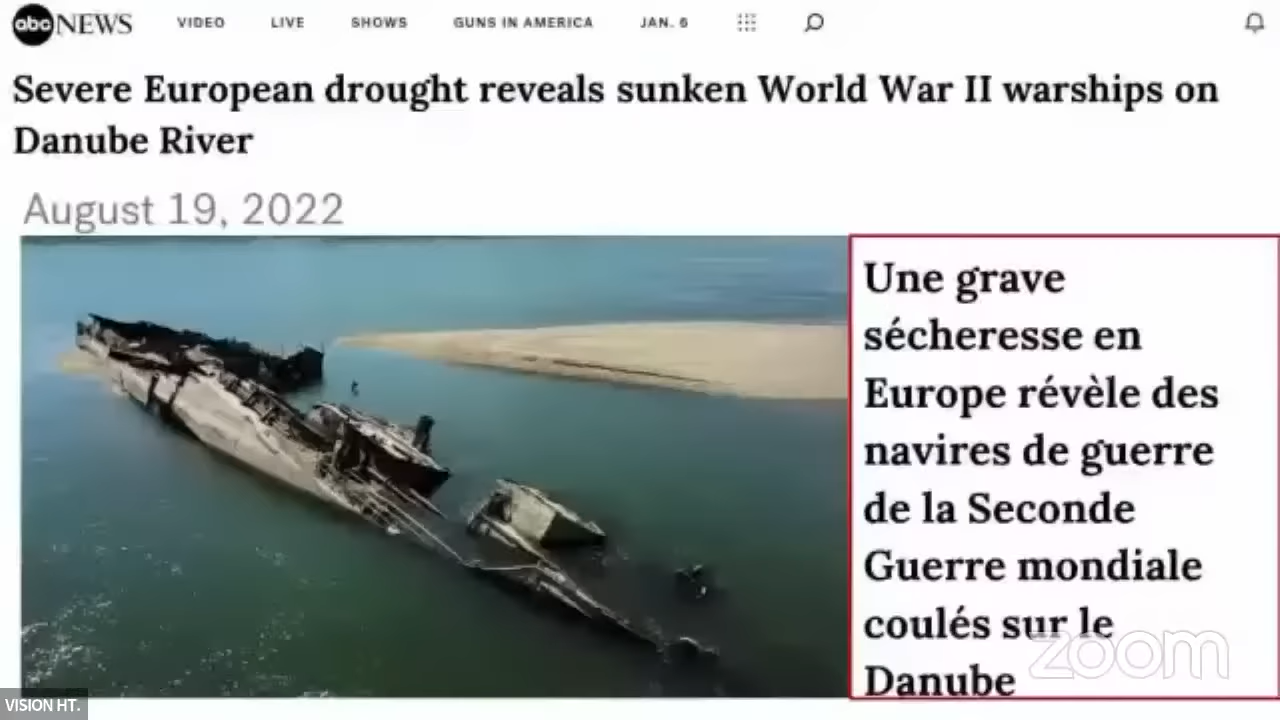 abc NEWS VIDEO LIVE SHOWS GUNS IN AMERICA JAN. 6
Severe European drought reveals sunken World War II warships on
Danube River
August 19, 2022
Une grave
sécheresse en
Europe révèle des
navires de guerre
de la Seconde
Guerre mondiale
coulés sur le
Danube
zoom
VISION HT.